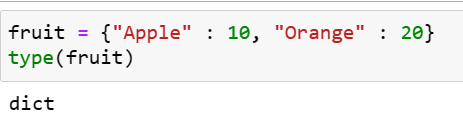 fruit = {"Apple" : 10, "Orange" : 20}
type(fruit)
dict